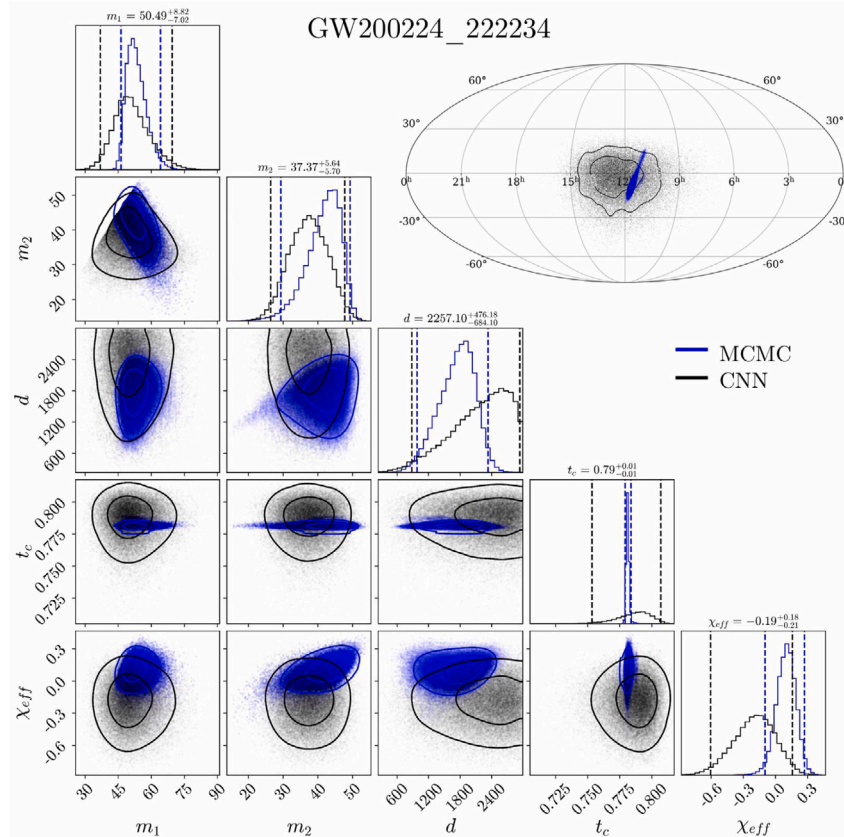 GW200224_222234
m₁ = 50.49⁺⁸·⁸²₋₇.₀₂
60° 60°
30° 30°
0ʰ 21ʰ 18ʰ 15ʰ 12ʰ 9ʰ 6ʰ 3ʰ 0
-30° -30°
-60° -60°
m₂ = 37.37⁺⁵·⁶⁴₋₅.₇₀
m₂
50
40
30
20
d = 2257.10⁺⁴⁷⁶·¹⁸₋₆₈₄.₁₀
MCMC
CNN
d
2400
1800
1200
600
t_c = 0.79⁺⁰·⁰¹₋₀.₀₁
t_c
0.800
0.775
0.750
0.725
χ_eff = −0.19⁺⁰·¹⁸₋₀.₂₁
χ_eff
0.3
0.0
-0.3
-0.6
30 45 60 75 90
20 30 40 50
600 1200 1800 2400
0.725 0.750 0.775 0.800
-0.6 -0.3 0.0 0.3
m₁ m₂ d t_c χ_eff